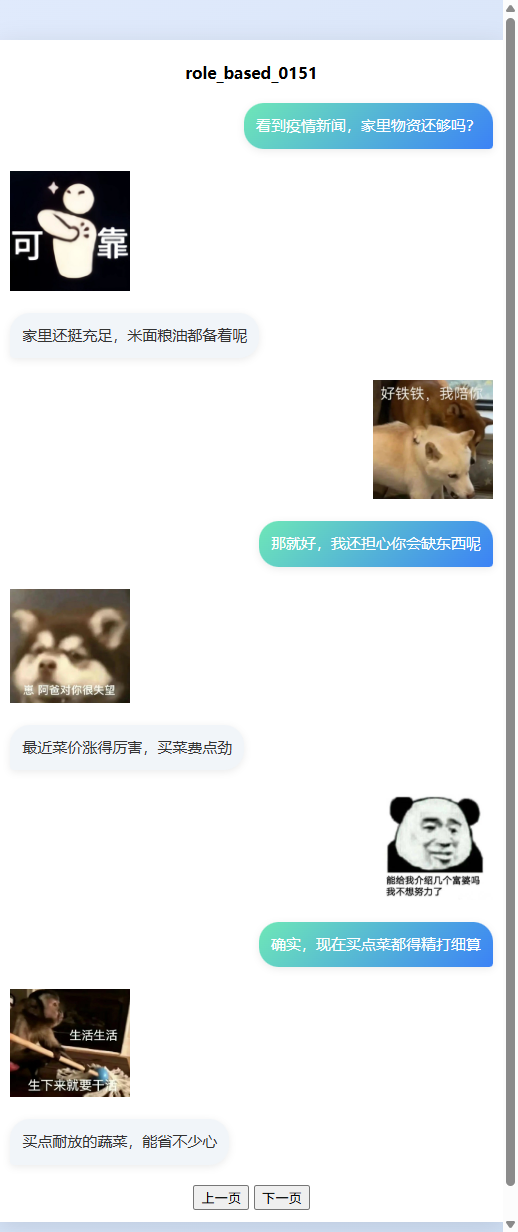 role_based_0151
看到疫情新闻，家里物资还够吗？
可 靠
家里还挺充足，米面粮油都备着呢
好铁铁，我陪你
那就好，我还担心你会缺东西呢
崽 阿爸对你很失望
最近菜价涨得厉害，买菜费点劲
能给我介绍几个富婆吗
我不想努力了
确实，现在买点菜都得精打细算
生活生活
生下来就要干活
买点耐放的蔬菜，能省不少心
上一页 下一页